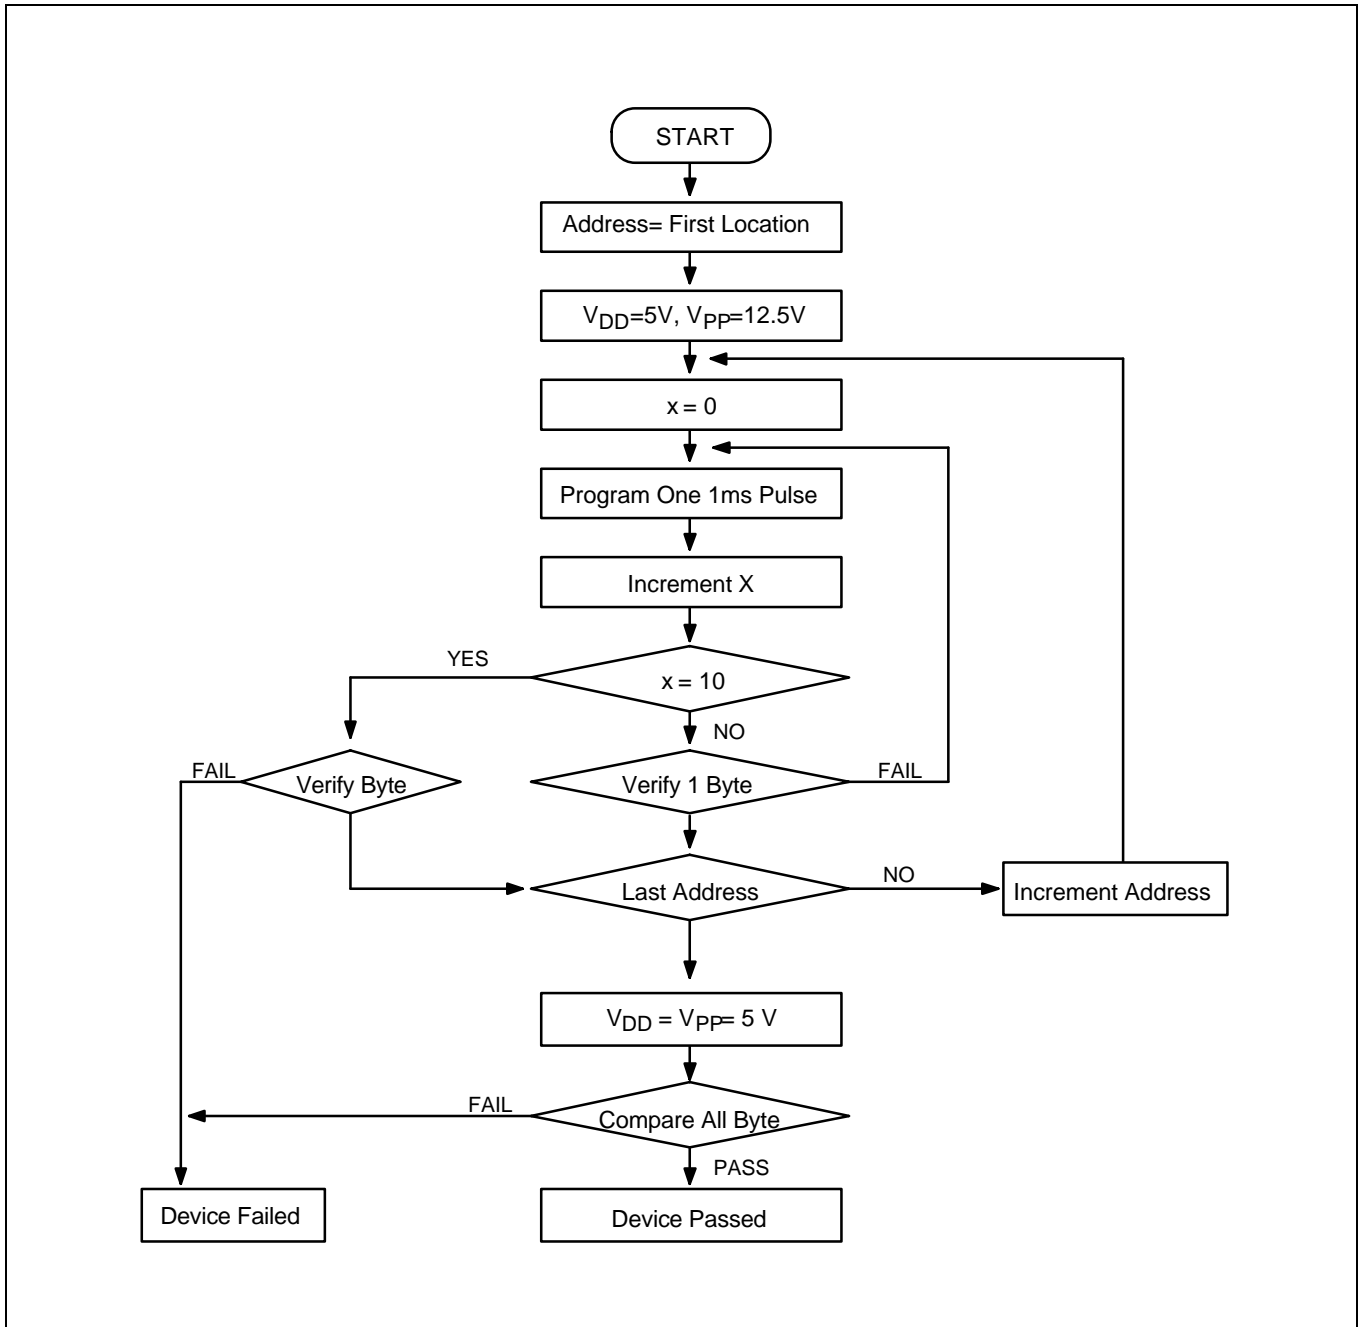 START
Address= First Location
VDD=5V, VPP=12.5V
x = 0
Program One 1ms Pulse
Increment X
YES
x = 10
NO
FAIL
Verify Byte
Verify 1 Byte
FAIL
Last Address
NO
Increment Address
VDD = VPP= 5 V
FAIL
Compare All Byte
PASS
Device Failed
Device Passed